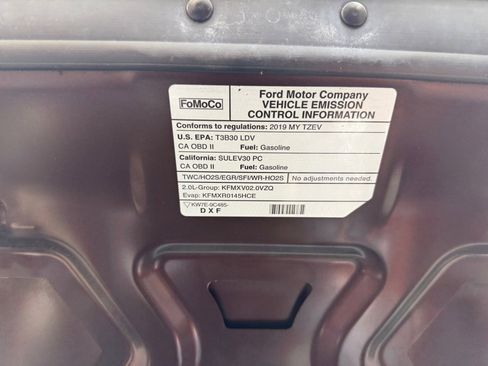 FoMoCo
Ford Motor Company
VEHICLE EMISSION
CONTROL INFORMATION
Conforms to regulations: 2019 MY TZEV
U.S. EPA: T3B30 LDV
CA OBD II Fuel: Gasoline
California: SULEV30 PC
CA OBD II Fuel: Gasoline
TWC/HO2S/EGR/SFI/WR-HO2S No adjustments needed.
2.0L-Group: KFMXV02.0VZQ
Evap: KFMXR0145HCE
KW7E-9C485-
DXF